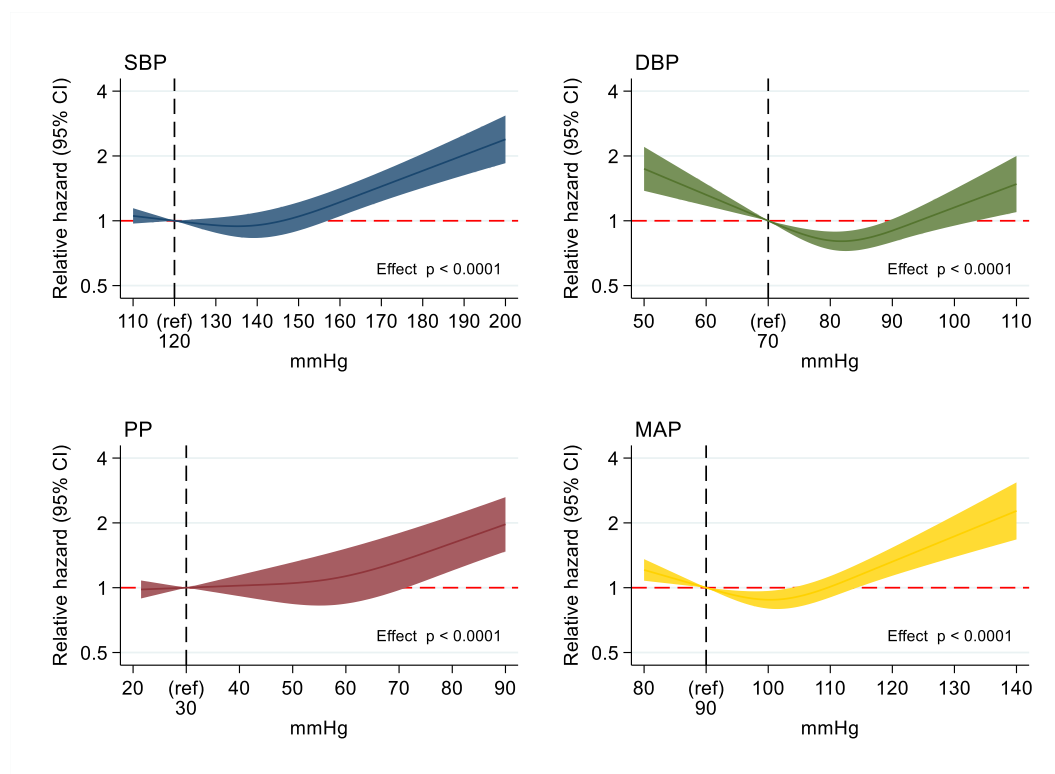 SBP
Relative hazard (95% CI)
4
2
1
0.5
Effect p < 0.0001
110 (ref) 130 140 150 160 170 180 190 200
120
mmHg
DBP
Relative hazard (95% CI)
4
2
1
0.5
Effect p < 0.0001
50 60 (ref) 80 90 100 110
70
mmHg
PP
Relative hazard (95% CI)
4
2
1
0.5
Effect p < 0.0001
20 (ref) 40 50 60 70 80 90
30
mmHg
MAP
Relative hazard (95% CI)
4
2
1
0.5
Effect p < 0.0001
80 (ref) 100 110 120 130 140
90
mmHg